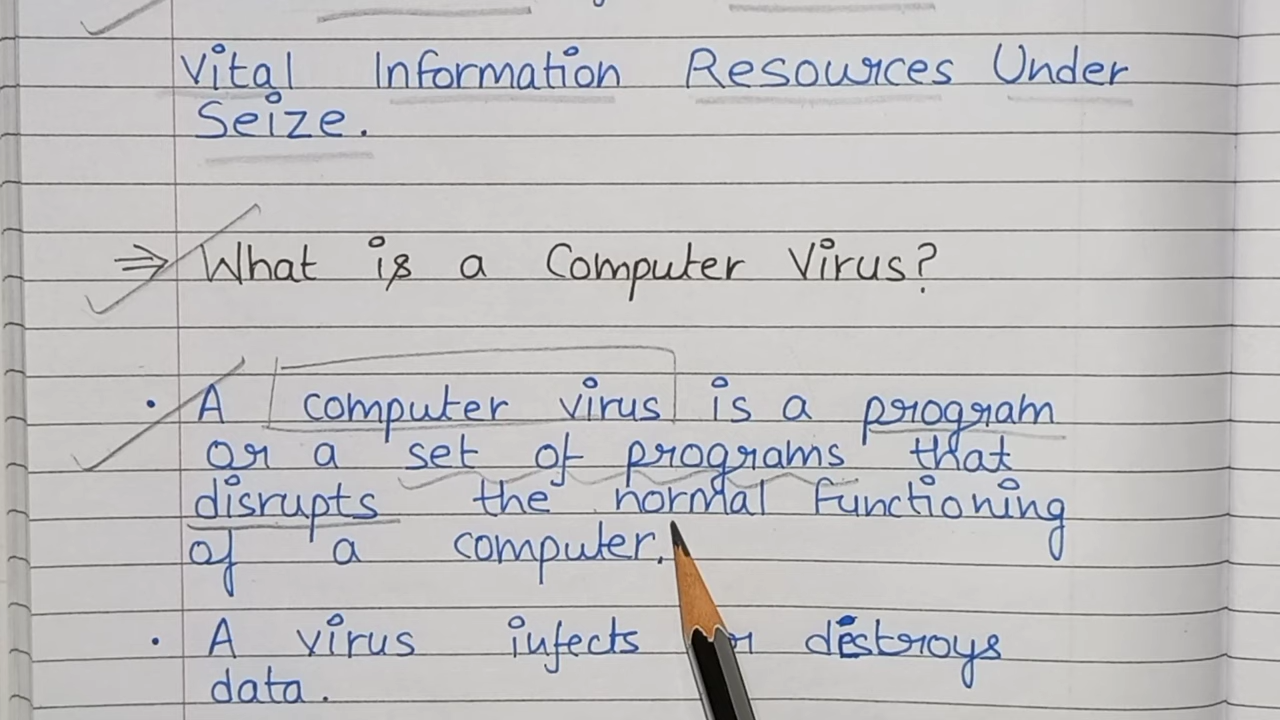 Vital Information Resources Under
Seize.
⇒ What is a Computer Virus?
• A computer virus is a program
or a set of programs that
disrupts the normal functioning
of a computer.
• A virus infects destroys
data.